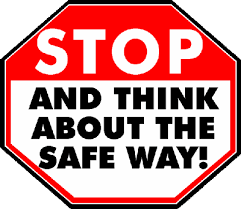 STOP
AND THINK
ABOUT THE
SAFE WAY!